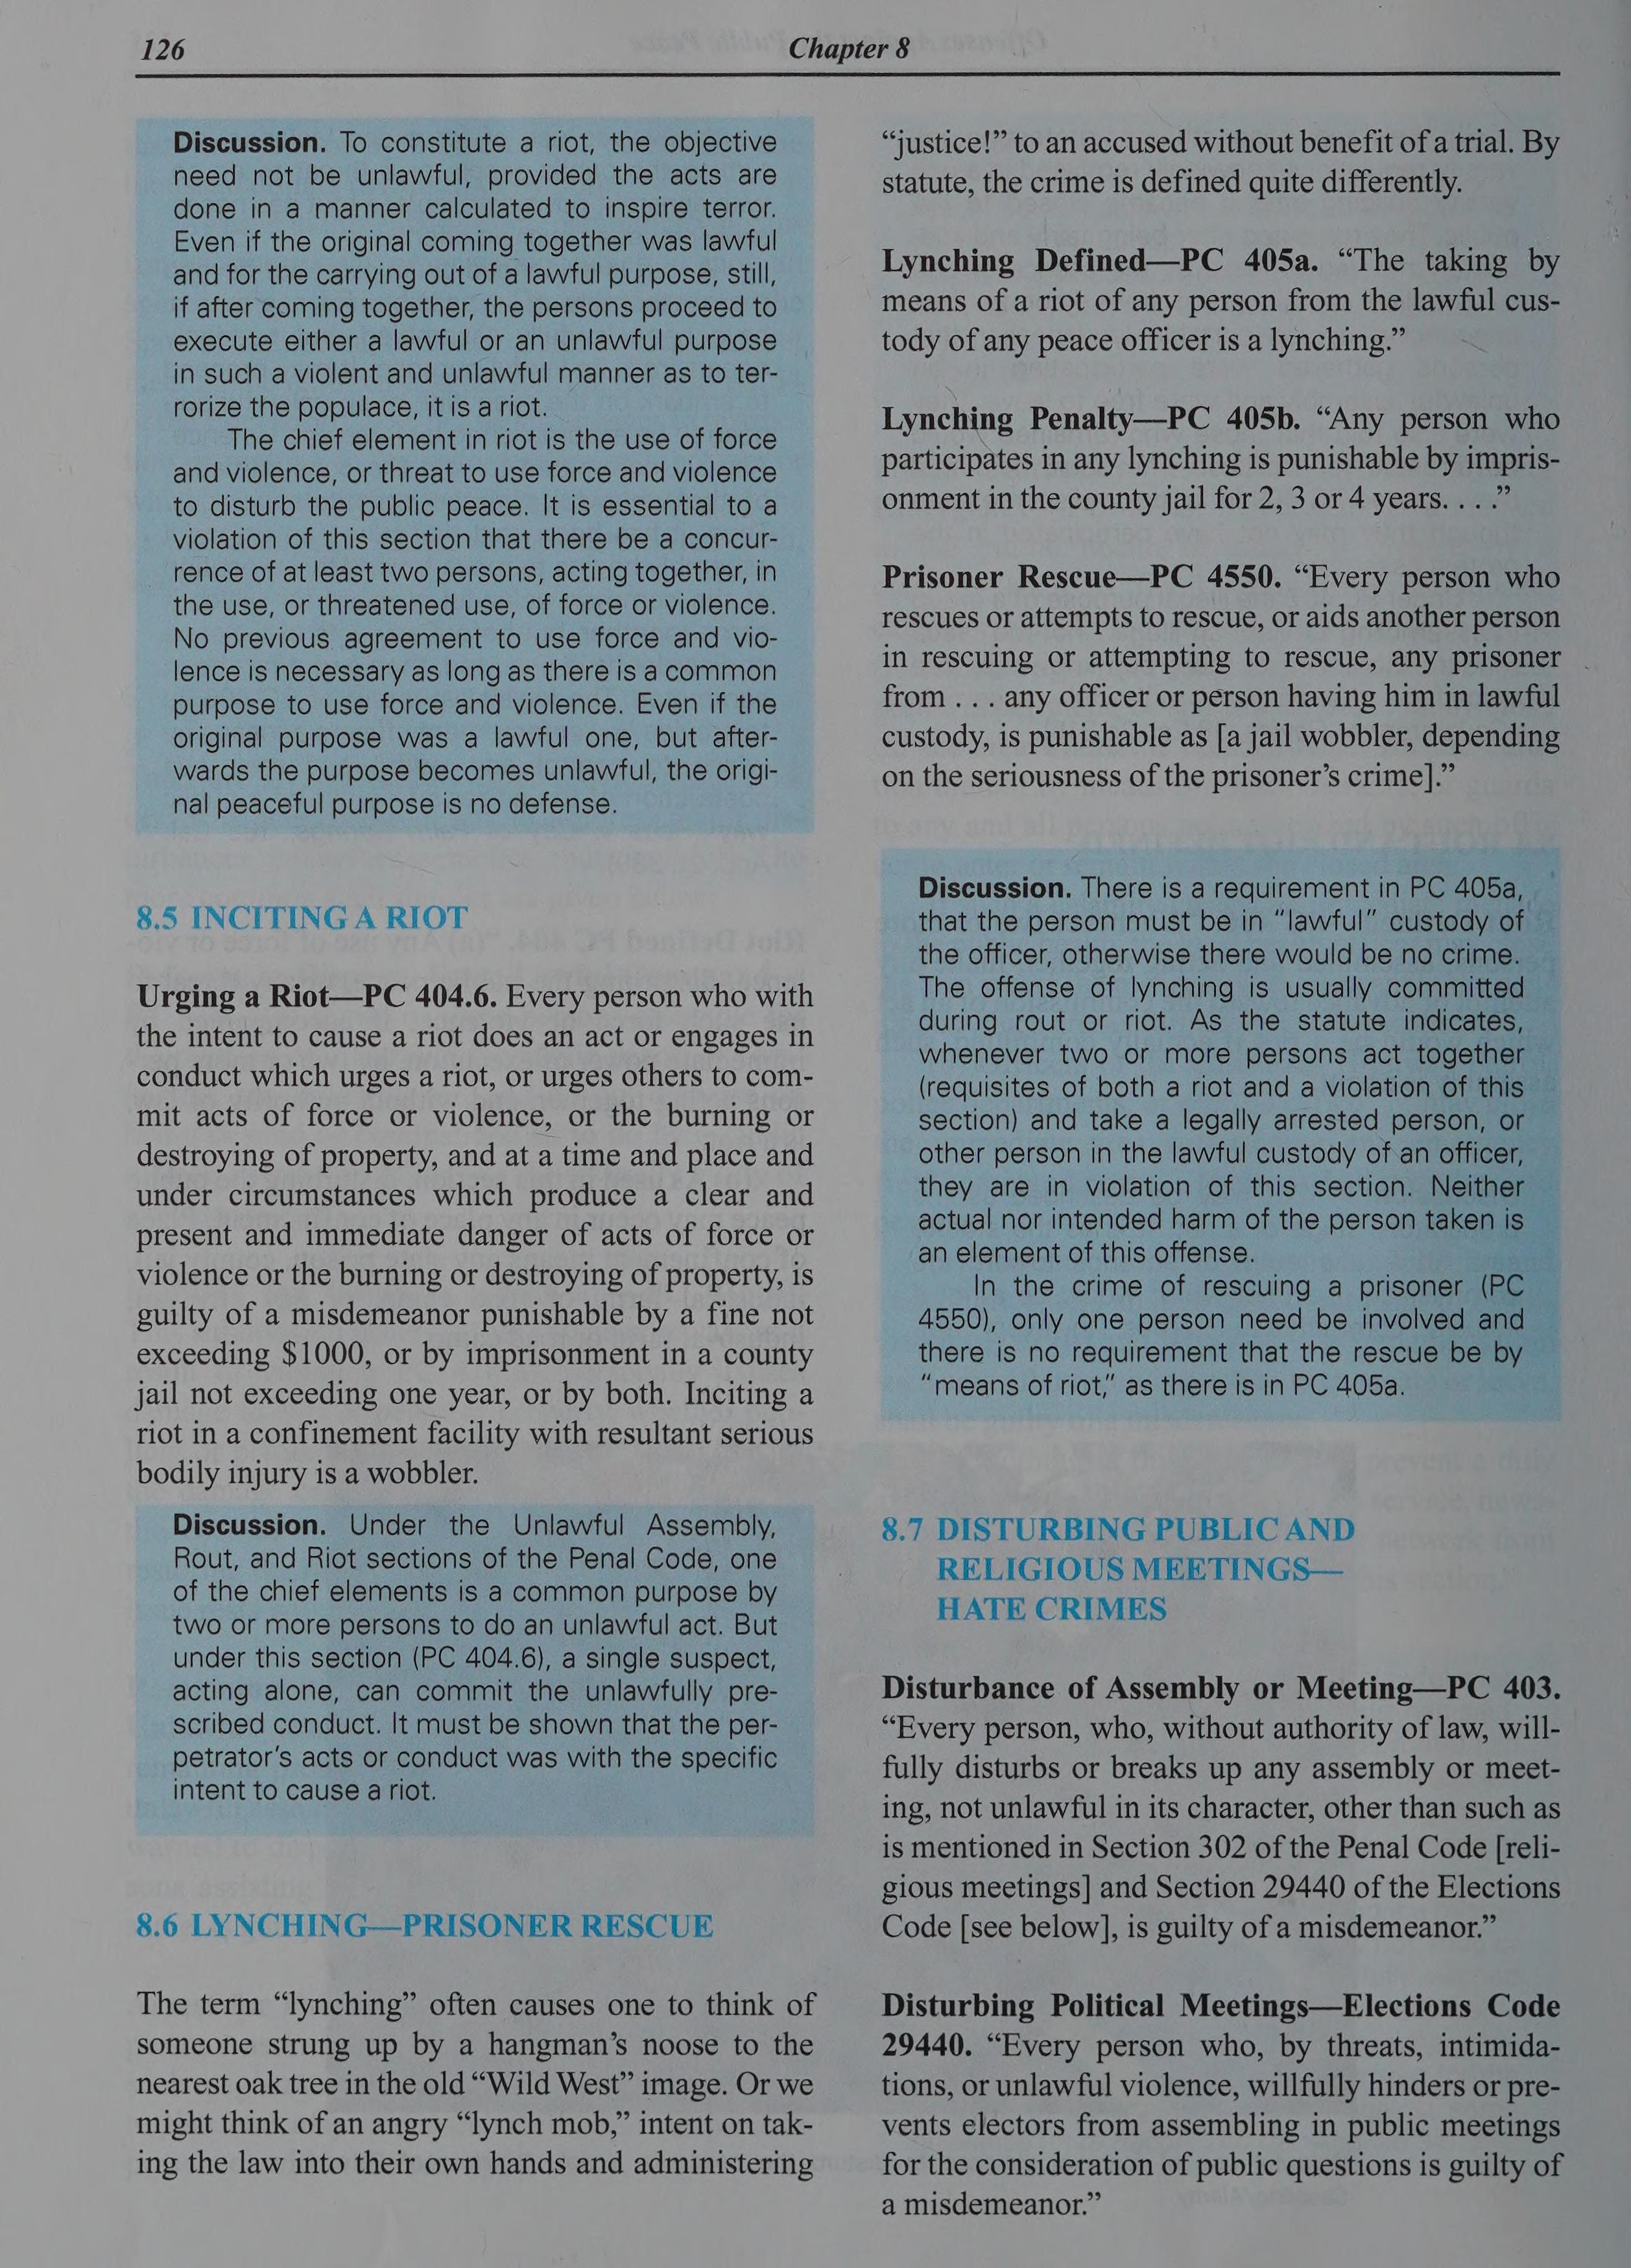 126
Chapter 8
Discussion. To constitute a riot, the objective
need not be unlawful, provided the acts are
done in a manner calculated to inspire terror.
Even if the original coming together was lawful
and for the carrying out of a lawful purpose, still,
if after coming together, the persons proceed to
execute either a lawful or an unlawful purpose
in such a violent and unlawful manner as to ter-
rorize the populace, it is a riot.
The chief element in riot is the use of force
and violence, or threat to use force and violence
to disturb the public peace. It is essential to a
violation of this section that there be a concur-
rence of at least two persons, acting together, in
the use, or threatened use, of force or violence.
No previous agreement to use force and vio-
lence is necessary as long as there is a common
purpose to use force and violence. Even if the
original purpose was a lawful one, but after-
wards the purpose becomes unlawful, the origi-
nal peaceful purpose is no defense.
8.5 INCITING A RIOT
Urging a Riot—PC 404.6. Every person who with
the intent to cause a riot does an act or engages in
conduct which urges a riot, or urges others to com-
mit acts of force or violence, or the burning or
destroying of property, and at a time and place and
under circumstances which produce a clear and
present and immediate danger of acts of force or
violence or the burning or destroying of property, is
guilty of a misdemeanor punishable by a fine not
exceeding $1000, or by imprisonment in a county
jail not exceeding one year, or by both. Inciting a
riot in a confinement facility with resultant serious
bodily injury is a wobbler.
Discussion. Under the Unlawful Assembly,
Rout, and Riot sections of the Penal Code, one
of the chief elements is a common purpose by
two or more persons to do an unlawful act. But
under this section (PC 404.6), a single suspect,
acting alone, can commit the unlawfully pre-
scribed conduct. It must be shown that the per-
petrator's acts or conduct was with the specific
intent to cause a riot.
8.6 LYNCHING—PRISONER RESCUE
The term “lynching” often causes one to think of
someone strung up by a hangman's noose to the
nearest oak tree in the old “Wild West” image. Or we
might think of an angry “lynch mob,” intent on tak-
ing the law into their own hands and administering
“justice!” to an accused without benefit of a trial. By
statute, the crime is defined quite differently.
Lynching Defined—PC 405a. “The taking by
means of a riot of any person from the lawful cus-
tody of any peace officer is a lynching.”
Lynching Penalty—PC 405b. “Any person who
participates in any lynching is punishable by impris-
onment in the county jail for 2, 3 or 4 years. . . .”
Prisoner Rescue—PC 4550. “Every person who
rescues or attempts to rescue, or aids another person
in rescuing or attempting to rescue, any prisoner
from . . . any officer or person having him in lawful
custody, is punishable as [a jail wobbler, depending
on the seriousness of the prisoner's crime].”
Discussion. There is a requirement in PC 405a,
that the person must be in “lawful” custody of
the officer, otherwise there would be no crime.
The offense of lynching is usually committed
during rout or riot. As the statute indicates,
whenever two or more persons act together
(requisites of both a riot and a violation of this
section) and take a legally arrested person, or
other person in the lawful custody of an officer,
they are in violation of this section. Neither
actual nor intended harm of the person taken is
an element of this offense.
In the crime of rescuing a prisoner (PC
4550), only one person need be involved and
there is no requirement that the rescue be by
“means of riot,” as there is in PC 405a.
8.7 DISTURBING PUBLIC AND
RELIGIOUS MEETINGS—
HATE CRIMES
Disturbance of Assembly or Meeting—PC 403.
“Every person, who, without authority of law, will-
fully disturbs or breaks up any assembly or meet-
ing, not unlawful in its character, other than such as
is mentioned in Section 302 of the Penal Code [reli-
gious meetings] and Section 29440 of the Elections
Code [see below], is guilty of a misdemeanor.”
Disturbing Political Meetings—Elections Code
29440. “Every person who, by threats, intimida-
tions, or unlawful violence, willfully hinders or pre-
vents electors from assembling in public meetings
for the consideration of public questions is guilty of
a misdemeanor.”